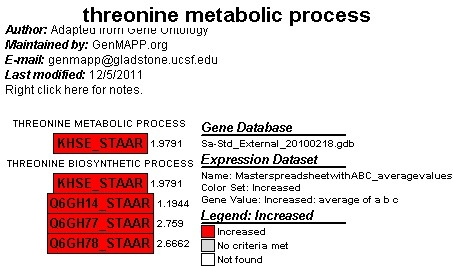 threonine metabolic process
Author: Adapted from Gene Ontology
Maintained by: GenMAPP.org
E-mail: genmapp@gladstone.ucsf.edu
Last modified: 12/5/2011
Right click here for notes.
THREONINE METABOLIC PROCESS
KHSE_STAAR 1.9791
THREONINE BIOSYNTHETIC PROCESS
KHSE_STAAR 1.9791
Q6GH14_STAAR 1.1944
Q6GH77_STAAR 2.759
Q6GH78_STAAR 2.6662
Gene Database
Sa-Std_External_20100218.gdb
Expression Dataset
Name: MasterspreadsheetwithABC_averagevalues
Color Set: Increased
Gene Value: Increased: average of a b c
Legend: Increased
Increased
No criteria met
Not found